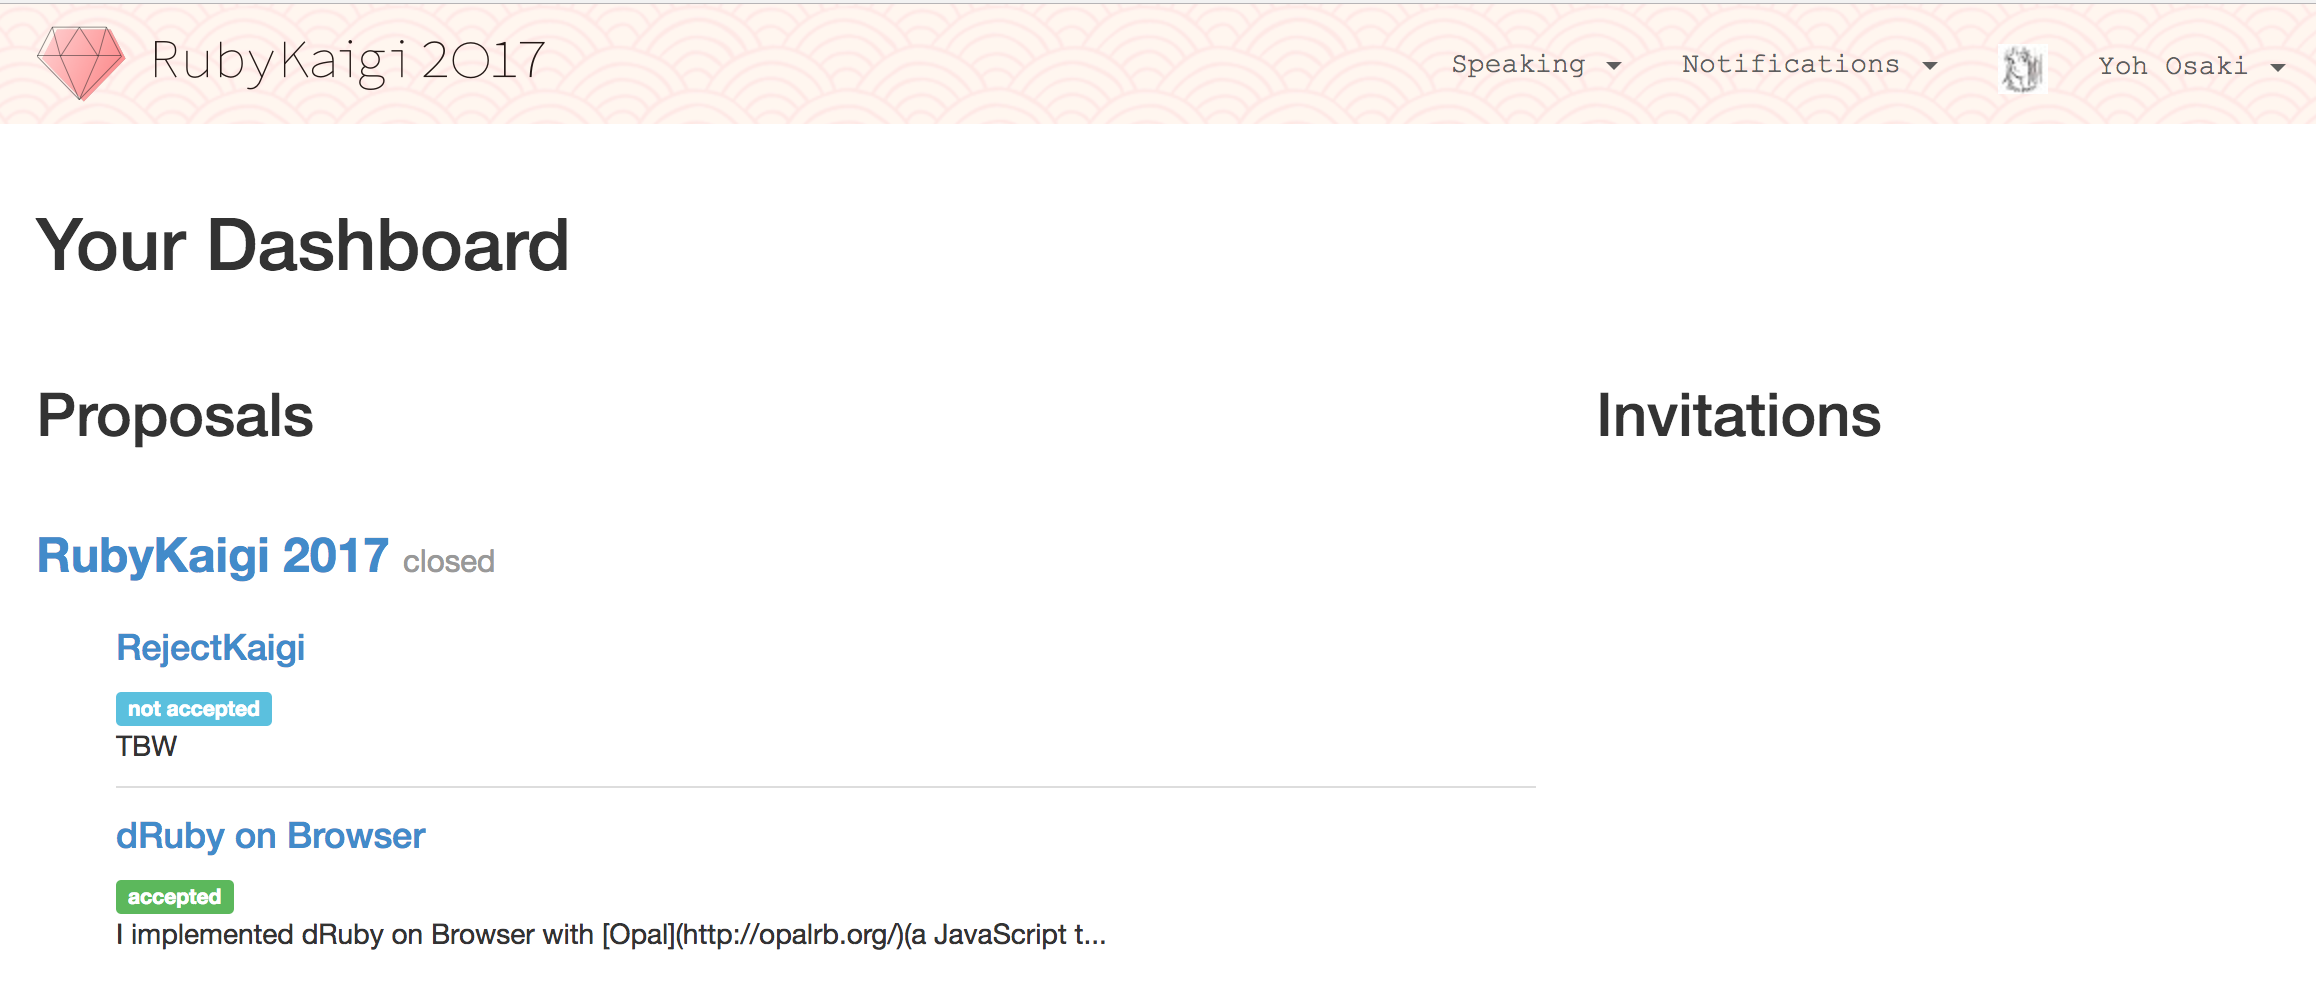 RubyKaigi 2017
Speaking
Notifications
Yoh Osaki
Your Dashboard
Proposals
Invitations
RubyKaigi 2017 closed
RejectKaigi
not accepted
TBW
dRuby on Browser
accepted
I implemented dRuby on Browser with [Opal](http://opalrb.org/)(a JavaScript t...